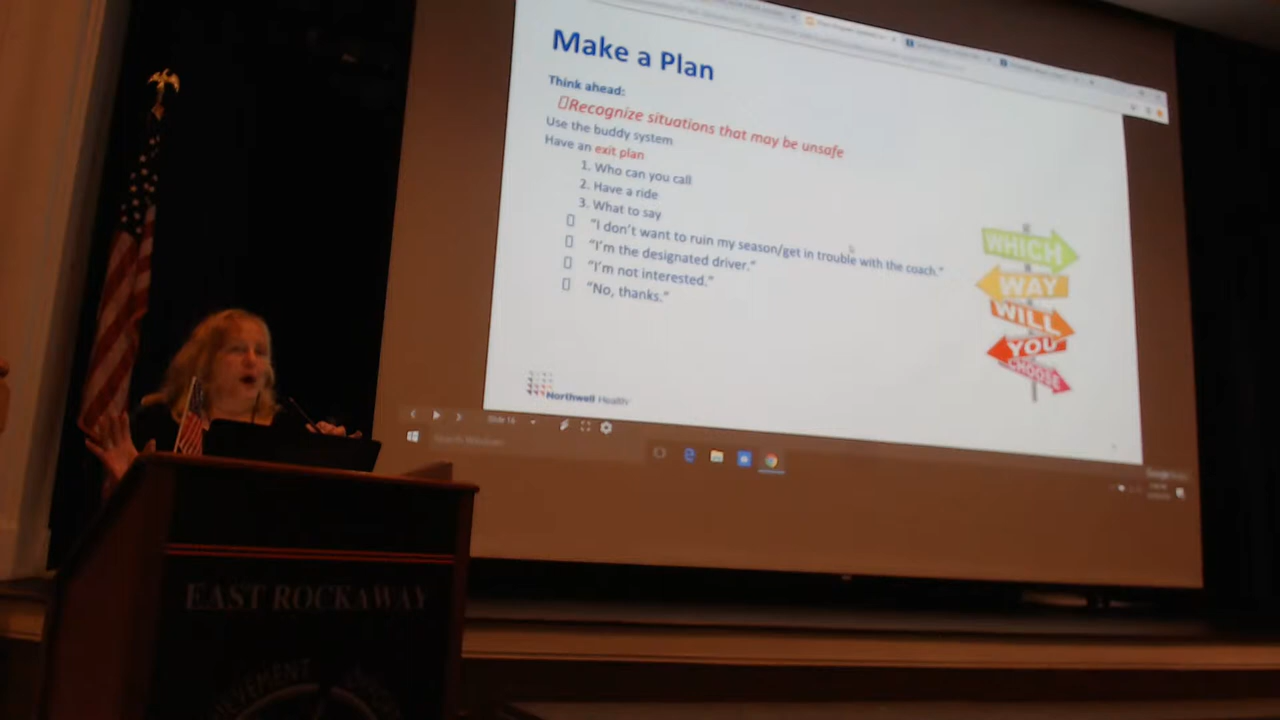 Make a Plan
Think ahead:
Recognize situations that may be unsafe
Use the buddy system
Have an exit plan
1. Who can you call
2. Have a ride
3. What to say
"I don't want to ruin my season/get in trouble with the coach."
"I'm the designated driver."
"I'm not interested."
"No, thanks."
WHICH
WAY
WILL
YOU
CHOOSE
Northwell Health
Slide 16
EAST ROCKAWAY